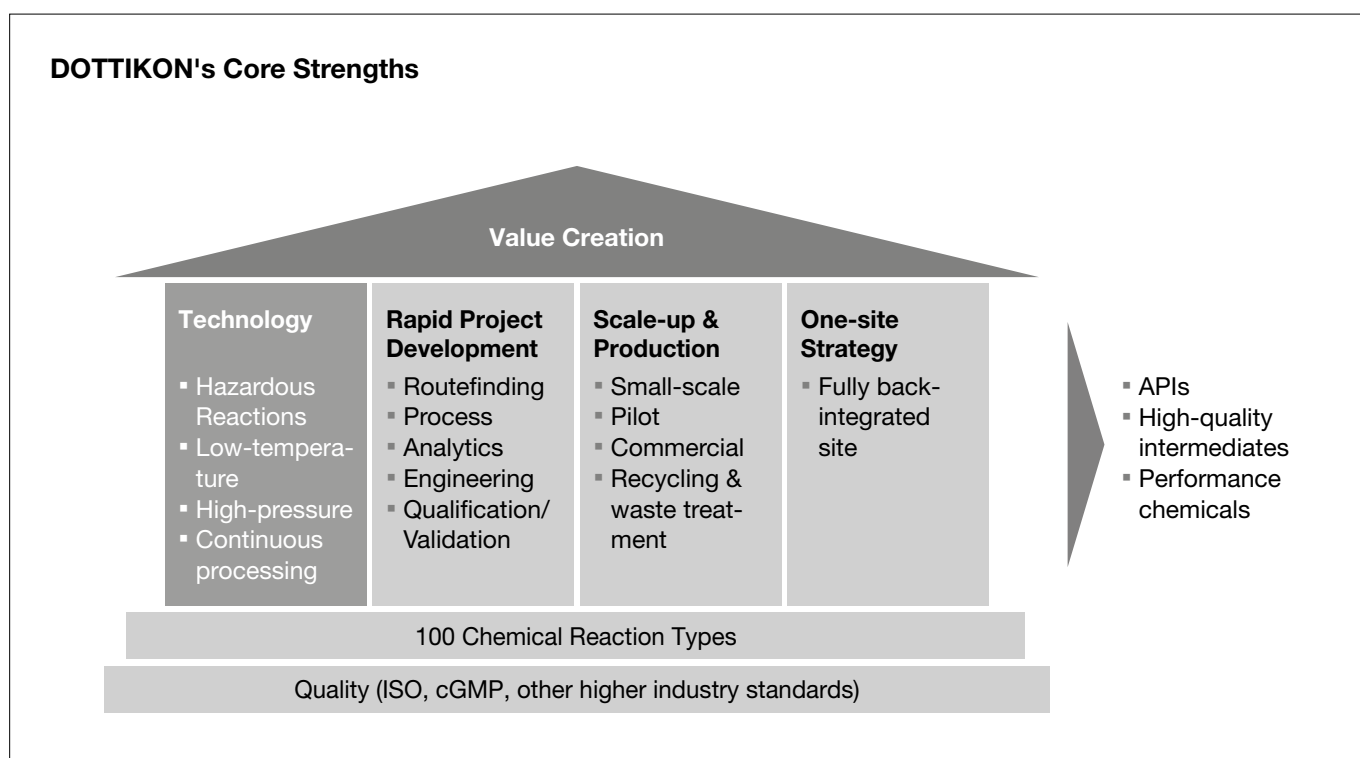 DOTTIKON's Core Strengths
Value Creation
Technology
▪ Hazardous
Reactions
▪ Low-tempera-
ture
▪ High-pressure
▪ Continuous
processing
Rapid Project
Development
▪ Routefinding
▪ Process
▪ Analytics
▪ Engineering
▪ Qualification/
Validation
Scale-up &
Production
▪ Small-scale
▪ Pilot
▪ Commercial
▪ Recycling &
waste treat-
ment
One-site
Strategy
▪ Fully back-
integrated
site
▪ APIs
▪ High-quality
intermediates
▪ Performance
chemicals
100 Chemical Reaction Types
Quality (ISO, cGMP, other higher industry standards)